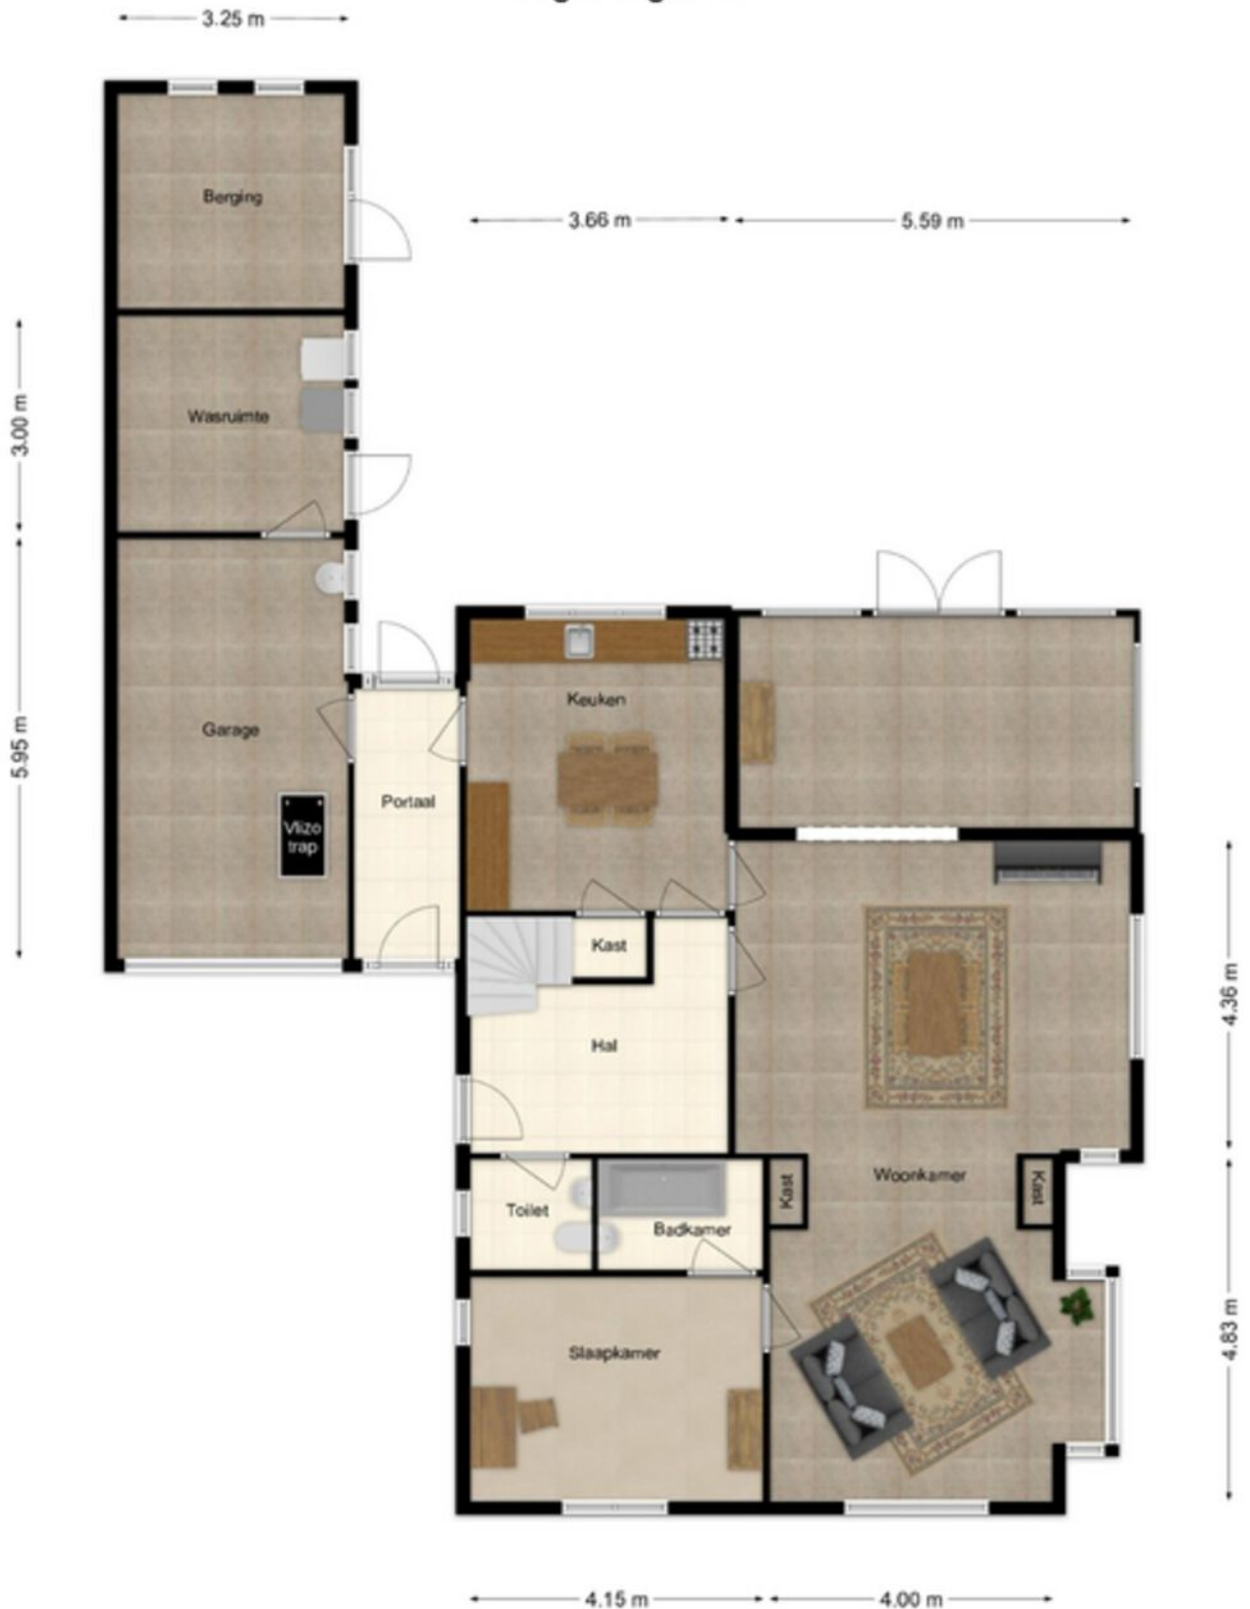 3.25 m
Berging
3.66 m
5.59 m
3.00 m
Wasruimte
Garage
5.95 m
Vlizo
trap
Portaal
Keuken
Kast
Hal
4.36 m
Woonkamer
Kast
Kast
Toilet
Badkamer
Slaapkamer
4.83 m
4.15 m
4.00 m